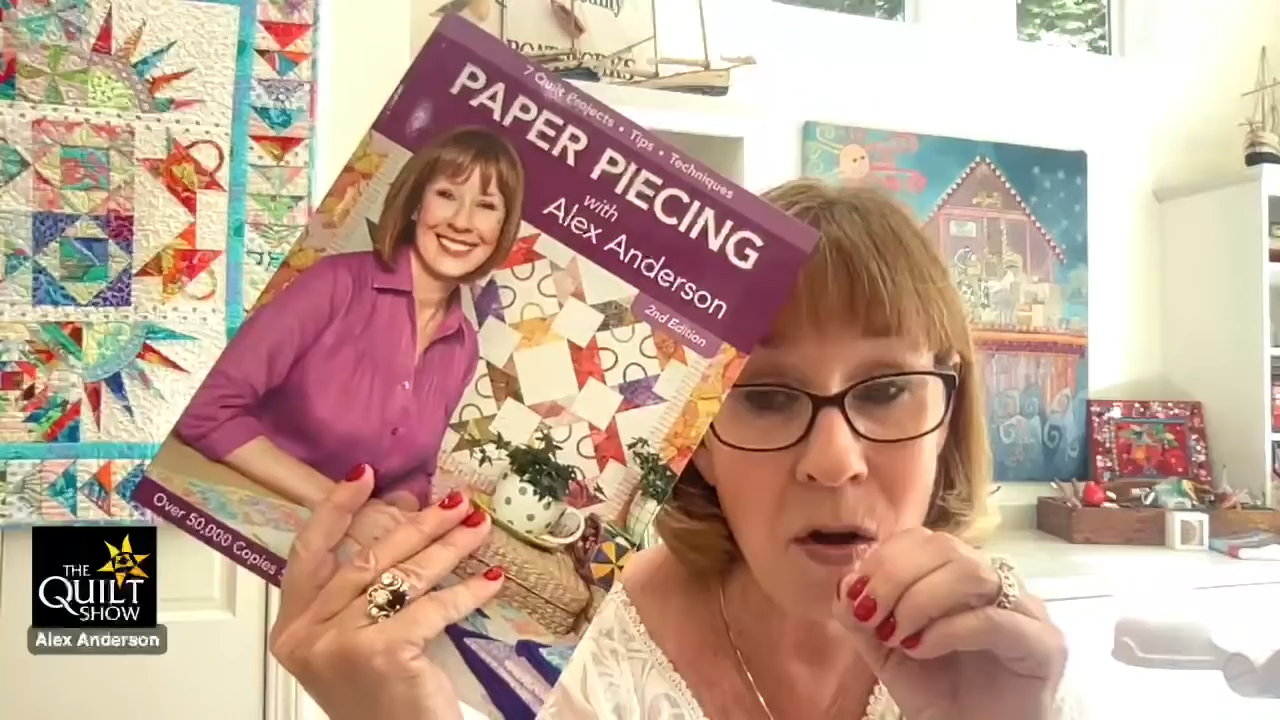 7 Quilt Projects • Tips • Techniques
PAPER PIECING
with
Alex Anderson
2nd Edition
Over 50,000 Copies
THE
QUILT
SHOW
Alex Anderson